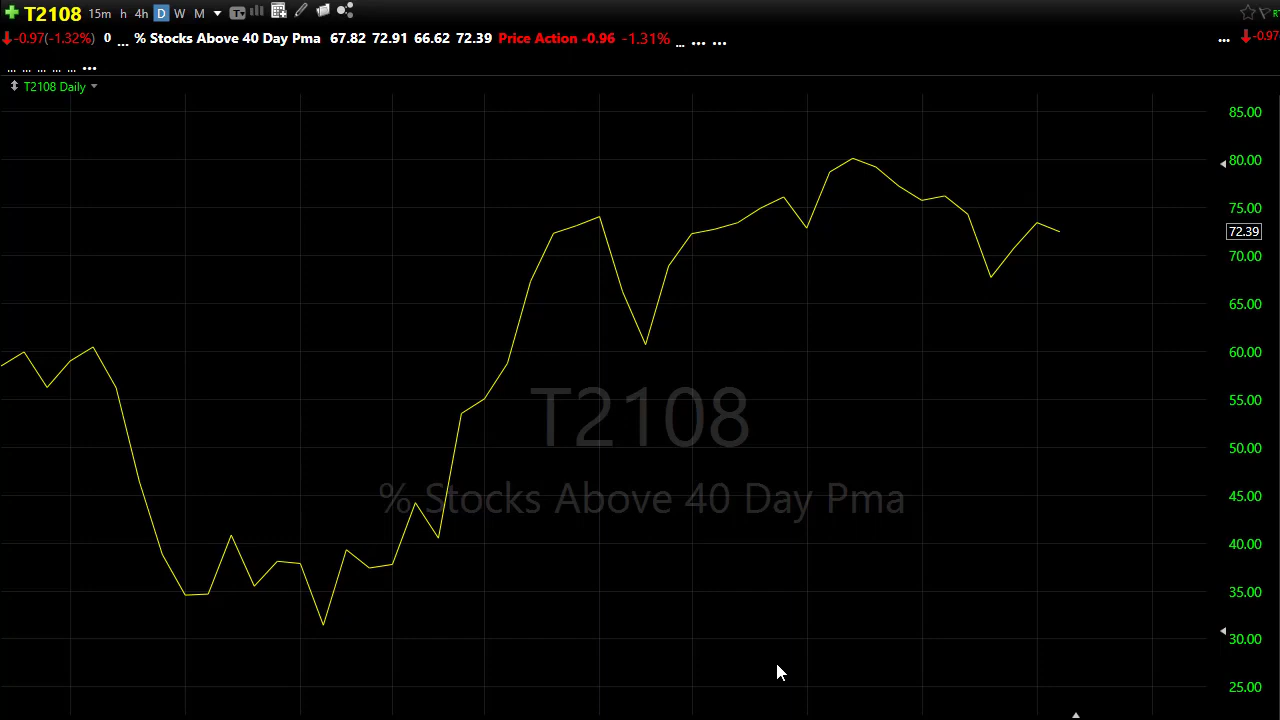 T2108 15m h 4h D W M T
-0.97(-1.32%) 0 ... % Stocks Above 40 Day Pma 67.82 72.91 66.62 72.39 Price Action -0.96 -1.31% ... ... ... ... -0.97
... ... ... ... ... ...
T2108 Daily
85.00
80.00
75.00
72.39
70.00
65.00
60.00
55.00
50.00
45.00
40.00
35.00
30.00
25.00
T2108
% Stocks Above 40 Day Pma